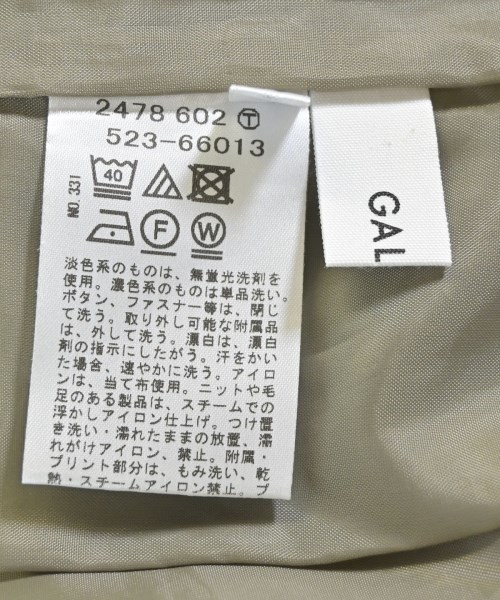 2478 602 Ⓣ
523-66013
NO. 331
40
F W
淡色系のものは、無蛍光洗剤を
使用。濃色系のものは単品洗い。
ボタン、ファスナー等は、閉じ
て洗う。取り外し可能な附属品
は、外して洗う。漂白は、漂白
剤の指示にしたがう。汗をかい
た場合、速やかに洗う。アイロ
ンは、当て布使用。ニットや毛
足のある製品は、スチームでの
浮かしアイロン仕上げ。つけ置
き洗い・濡れたままの放置、濡
れがけアイロン、禁止。附属・
プリント部分は、もみ洗い、乾
熱・スチームアイロン禁止。プ
GAL